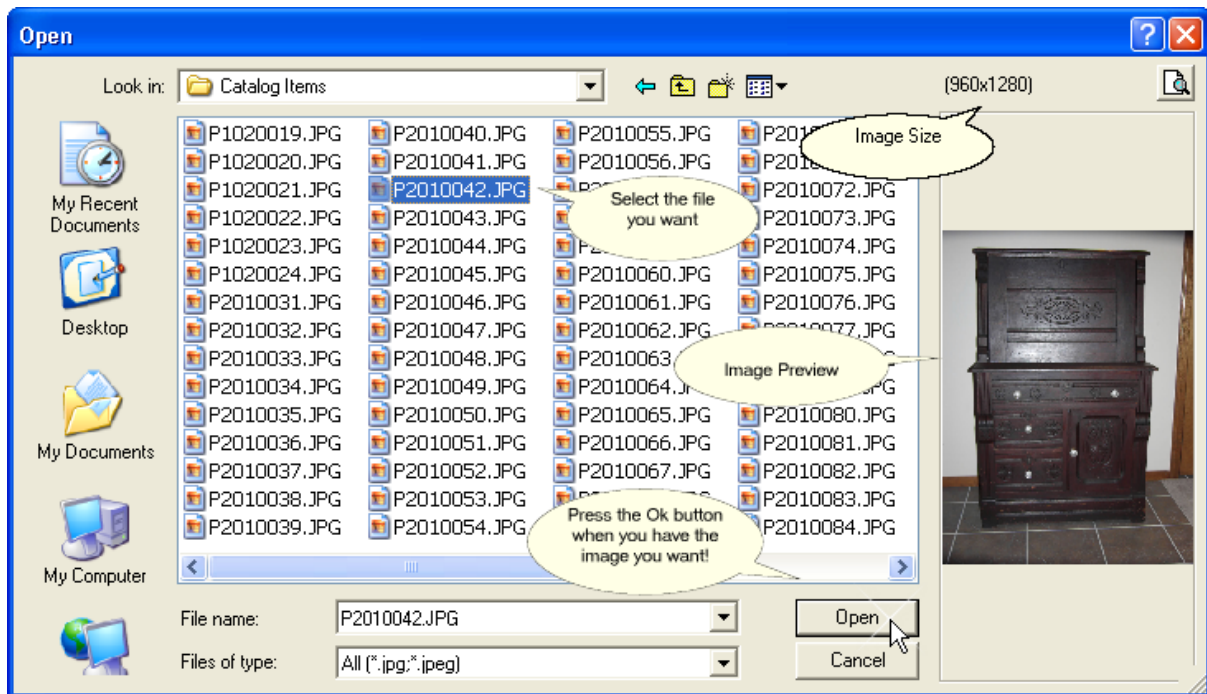 Open
Look in:
Catalog Items
(960x1280)
My Recent
Documents
Desktop
My Documents
My Computer
P1020019.JPG
P1020020.JPG
P1020021.JPG
P1020022.JPG
P1020023.JPG
P1020024.JPG
P2010031.JPG
P2010032.JPG
P2010033.JPG
P2010034.JPG
P2010035.JPG
P2010036.JPG
P2010037.JPG
P2010038.JPG
P2010039.JPG
P2010040.JPG
P2010041.JPG
P2010042.JPG
P2010043.JPG
P2010044.JPG
P2010045.JPG
P2010046.JPG
P2010047.JPG
P2010048.JPG
P2010049.JPG
P2010050.JPG
P2010051.JPG
P2010052.JPG
P2010053.JPG
P2010054.JPG
P2010055.JPG
P2010056.JPG
P2010060.JPG
P2010061.JPG
P2010062.JPG
P2010063
P2010064.J
P2010065.JPG
P2010066.JPG
P2010067.JPG
P2010072.JPG
P2010073.JPG
P2010074.JPG
P2010075.JPG
P2010076.JPG
P2010077.JPG
P2010080.JPG
P2010081.JPG
P2010082.JPG
P2010083.JPG
P2010084.JPG
Image Size
Select the file
you want
Image Preview
Press the Ok button
when you have the
image you want!
File name:
P2010042.JPG
Open
Files of type:
All (*.jpg;*.jpeg)
Cancel